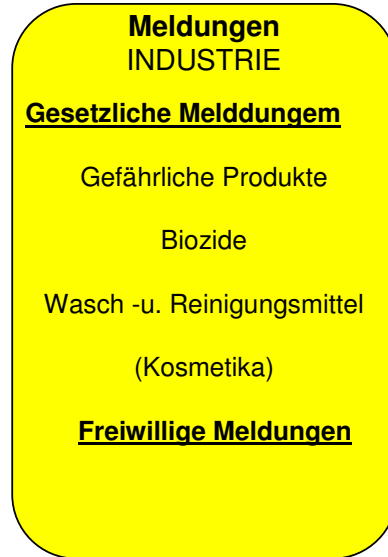 Meldungen
INDUSTRIE
Gesetzliche Melddungem
Gefährliche Produkte
Biozide
Wasch -u. Reinigungsmittel
(Kosmetika)
Freiwillige Meldungen